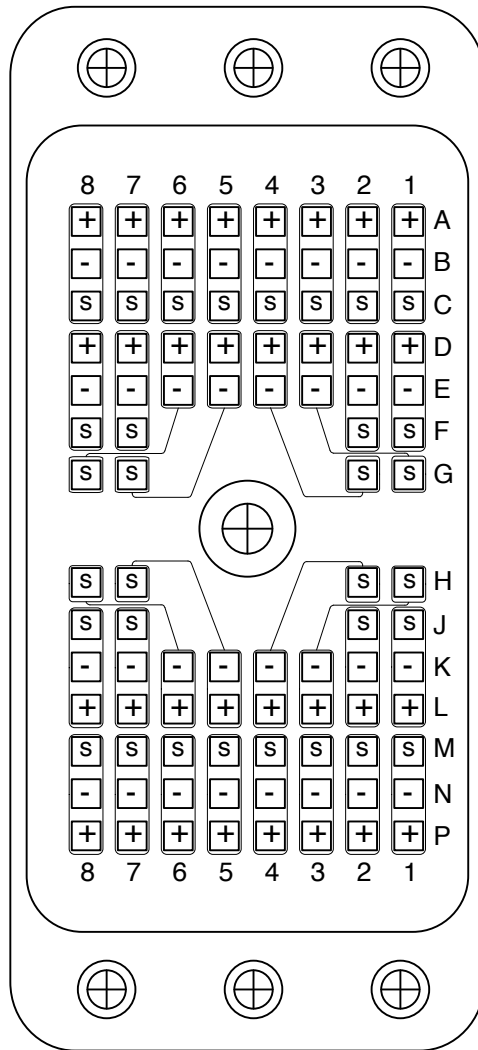 8 7 6 5 4 3 2 1
+ + + + + + + + A
- - - - - - - - B
S S S S S S S S C
+ + + + + + + + D
- - - - - - - - E
S S S S F
S S S S G
S S S S H
S S S S J
- - - - - - - - K
+ + + + + + + + L
S S S S S S S S M
- - - - - - - - N
+ + + + + + + + P
8 7 6 5 4 3 2 1